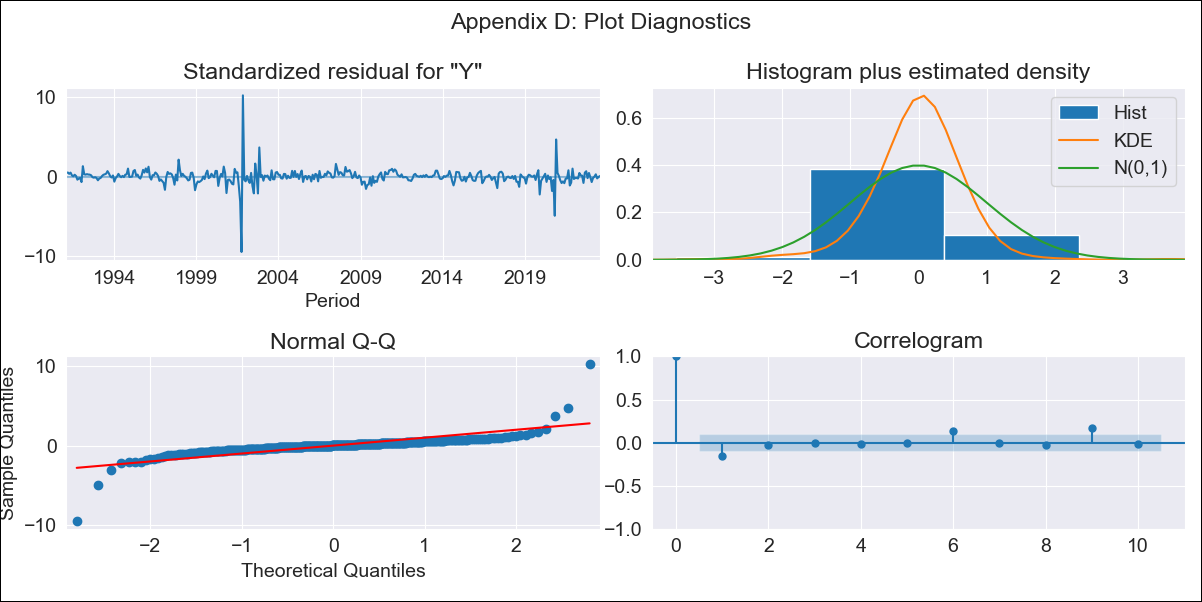 Appendix D: Plot Diagnostics
Standardized residual for "Y"
10
0
−10
1994 1999 2004 2009 2014 2019
Period
Histogram plus estimated density
0.6
0.4
0.2
0.0
−3 −2 −1 0 1 2 3
Hist
KDE
N(0,1)
Normal Q-Q
Sample Quantiles
10
0
−10
−2 −1 0 1 2
Theoretical Quantiles
Correlogram
1.0
0.5
0.0
−0.5
−1.0
0 2 4 6 8 10